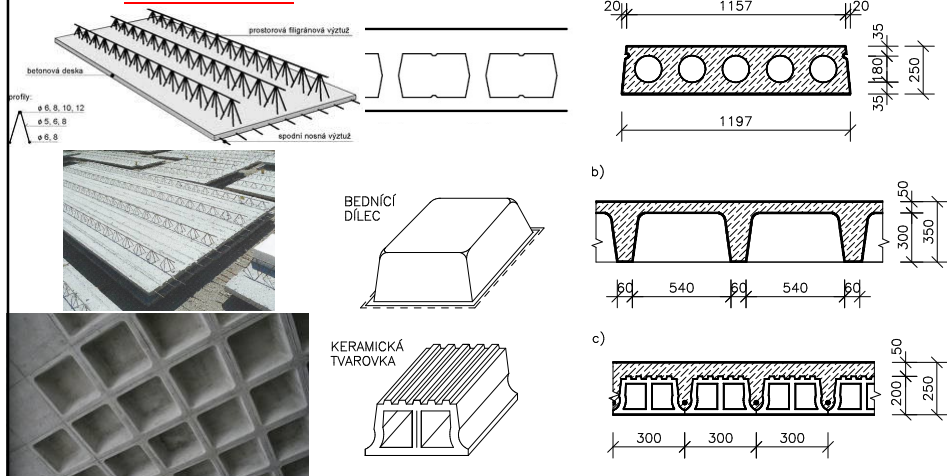 prostorová filigránová výztuž
betonová deska
profily:
ø 6, 8, 10, 12
ø 5, 6, 8
ø 6, 8
spodní nosná výztuž
20
1157
20
35
180
35
250
1197
BEDNÍCÍ
DÍLEC
b)
50
300
350
60
540
60
540
60
KERAMICKÁ
TVAROVKA
c)
50
200
250
300
300
300